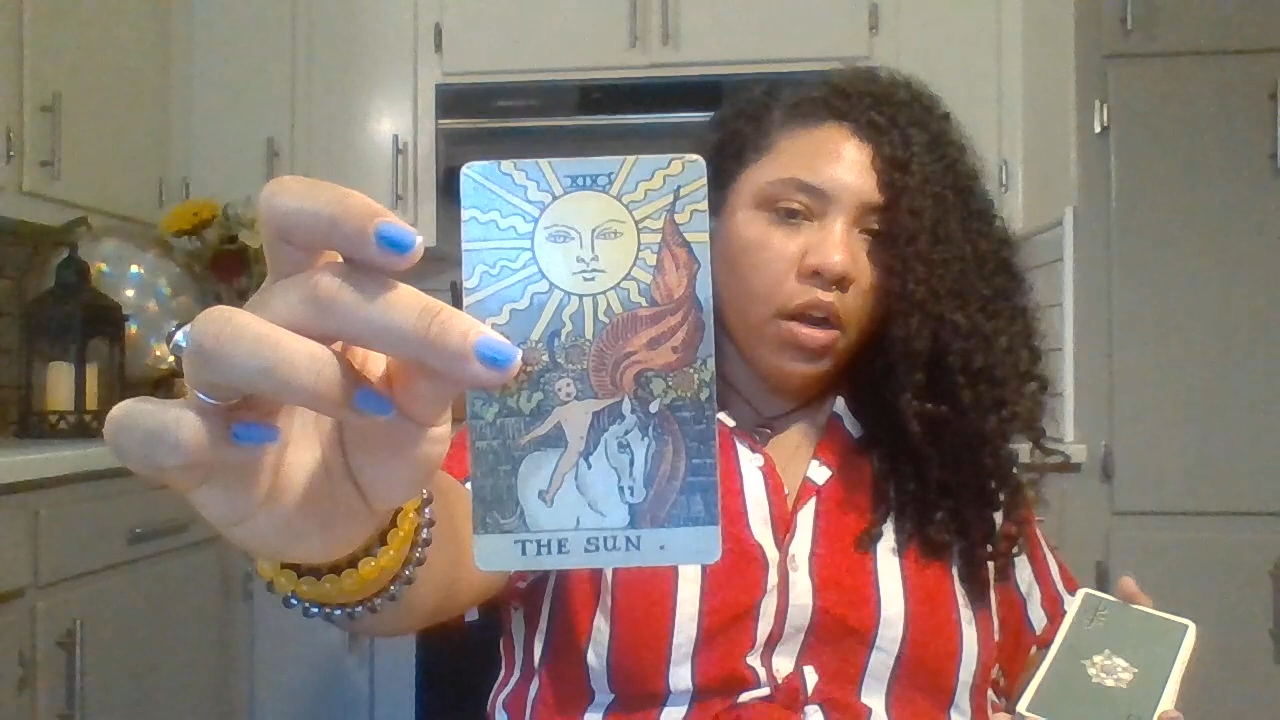 XIX
THE SUN .